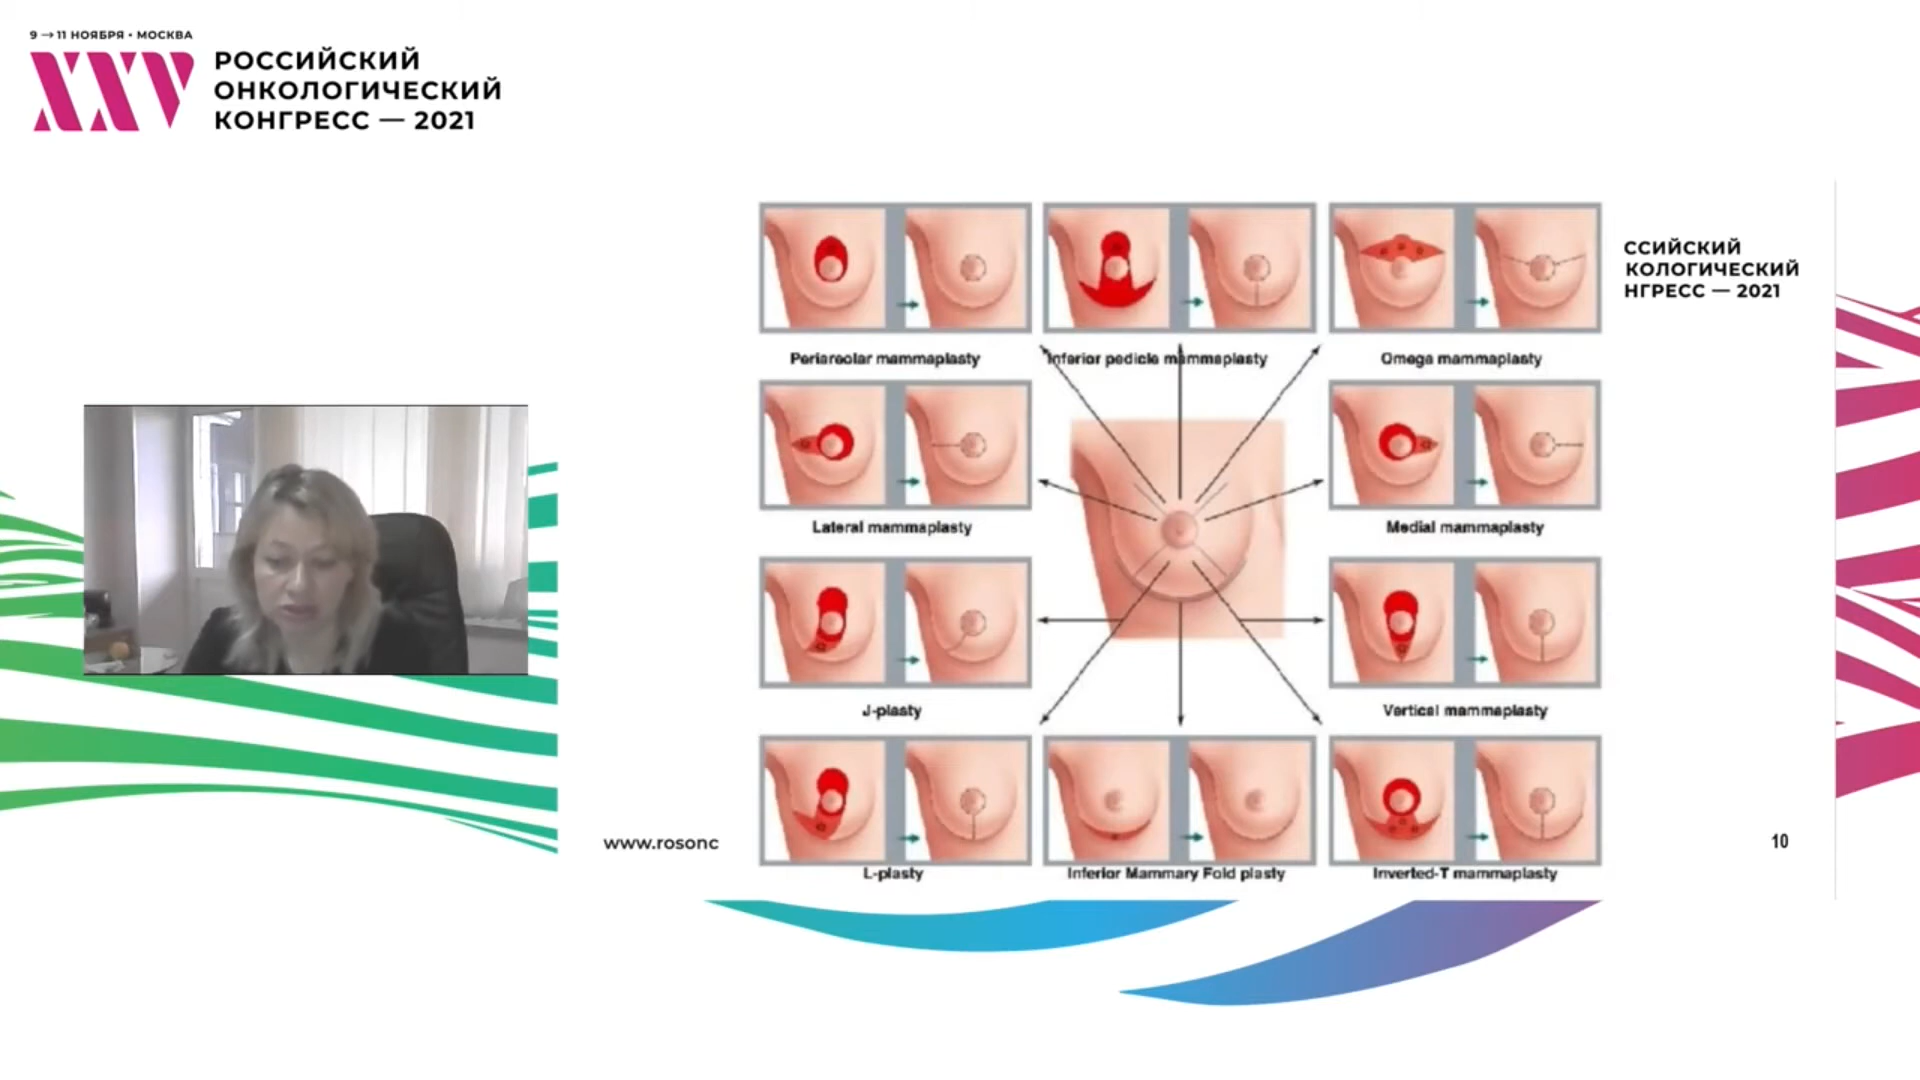 9 → 11 НОЯБРЯ • МОСКВА
XXV
РОССИЙСКИЙ
ОНКОЛОГИЧЕСКИЙ
КОНГРЕСС — 2021
ССИЙСКИЙ
КОЛОГИЧЕСКИЙ
НГРЕСС — 2021
Periareolar mammaplasty
Inferior pedicle mammaplasty
Omega mammaplasty
Lateral mammaplasty
Medial mammaplasty
J-plasty
Vertical mammaplasty
L-plasty
Inferior Mammary Fold plasty
Inverted-T mammaplasty
www.rosonc
10